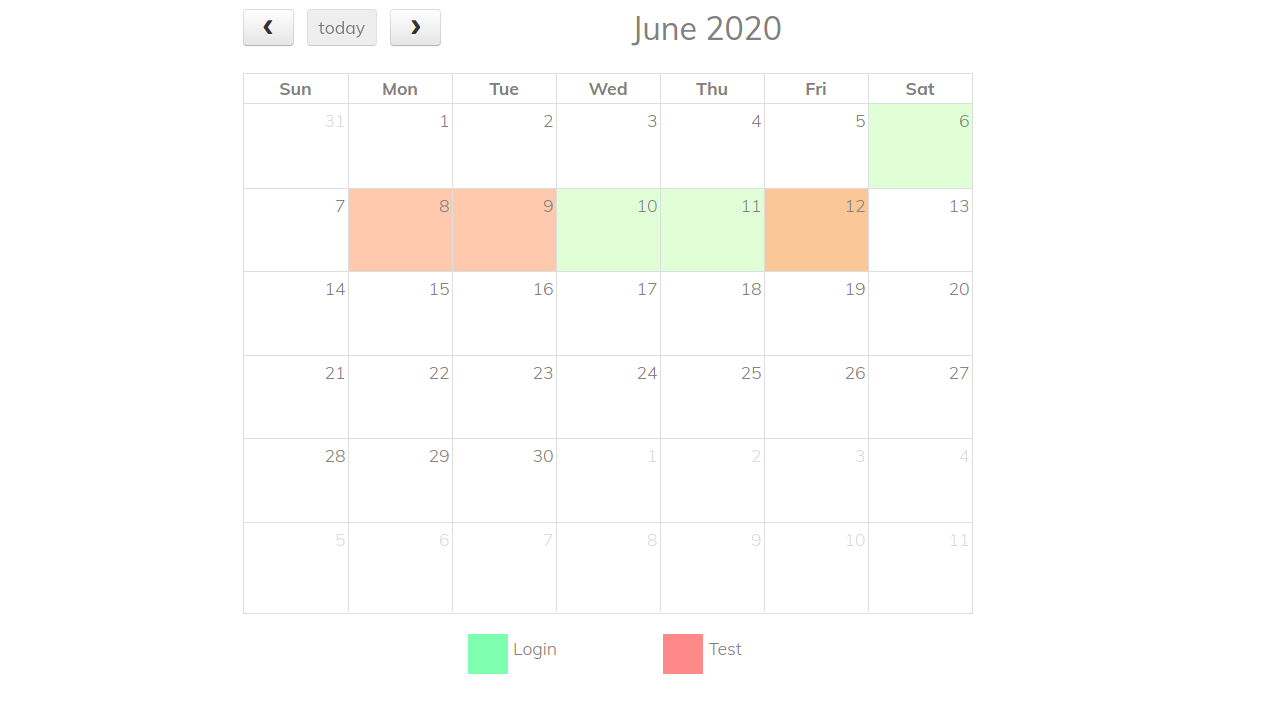 ‹ today › June 2020
Sun Mon Tue Wed Thu Fri Sat
31 1 2 3 4 5 6
7 8 9 10 11 12 13
14 15 16 17 18 19 20
21 22 23 24 25 26 27
28 29 30 1 2 3 4
5 6 7 8 9 10 11
Login Test